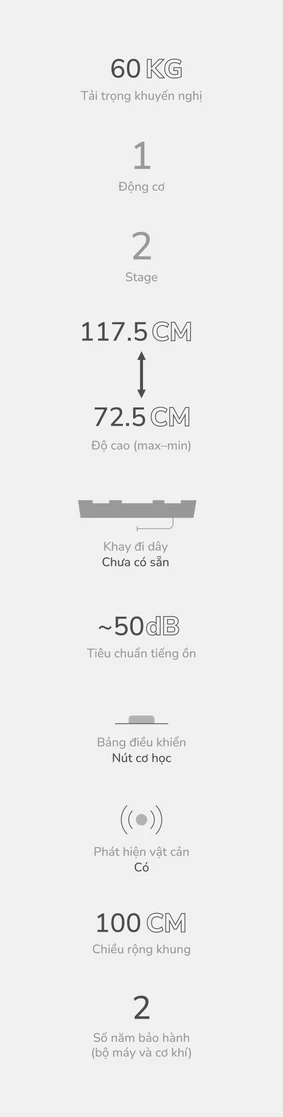 60 KG
Tải trọng khuyến nghị
1
Động cơ
2
Stage
117.5 CM
72.5 CM
Độ cao (max–min)
Khay đi dây
Chưa có sẵn
~50dB
Tiêu chuẩn tiếng ồn
Bảng điều khiển
Nút cơ học
Phát hiện vật cản
Có
100 CM
Chiều rộng khung
2
Số năm bảo hành
(bộ máy và cơ khí)